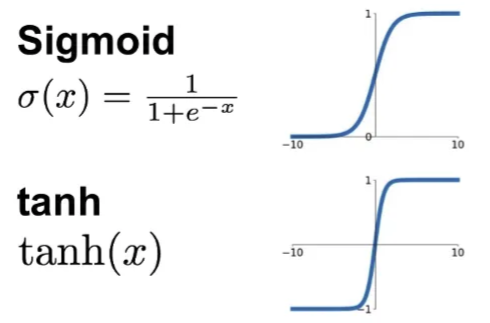 Sigmoid
σ(x) = 1/(1+e^−x)
1
0
−10
10
tanh
tanh(x)
1
−10
10
−1